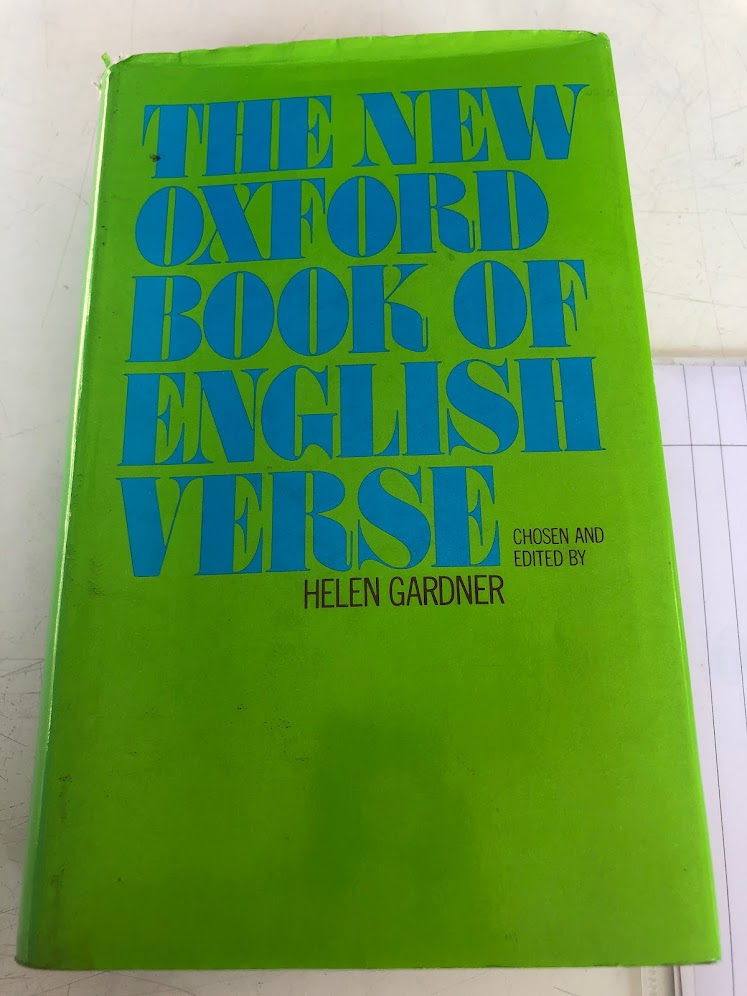 THE NEW
OXFORD
BOOK OF
ENGLISH
VERSE
CHOSEN AND
EDITED BY
HELEN GARDNER